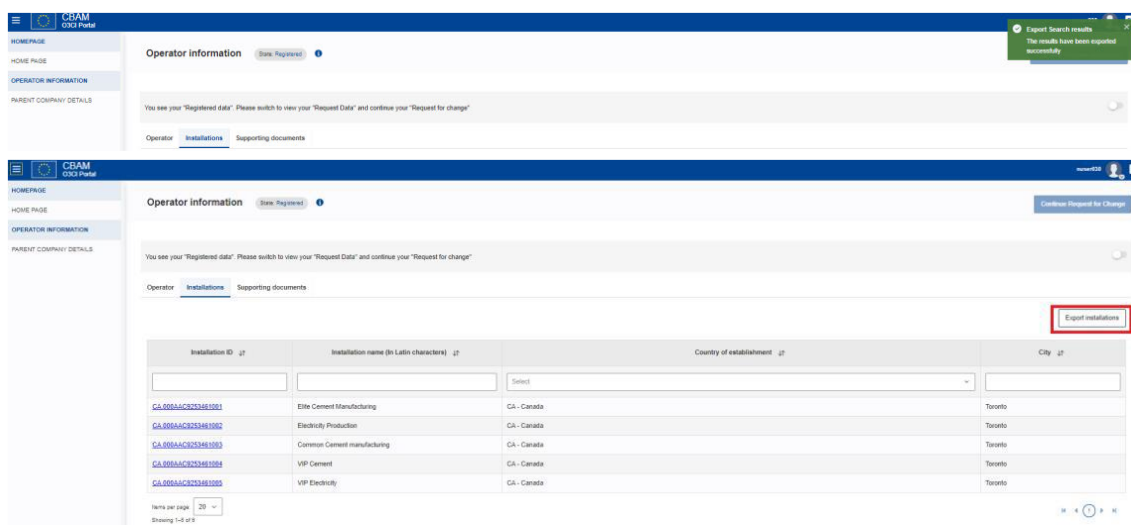 CBAM
O3CI Portal
Export Search results
The results have been exported
successfully
HOMEPAGE
HOME PAGE
OPERATOR INFORMATION
PARENT COMPANY DETAILS
Operator information State: Registered
You see your "Registered data". Please switch to view your "Request Data" and continue your "Request for change"
Operator Installations Supporting documents
CBAM
O3CI Portal
HOMEPAGE
HOME PAGE
OPERATOR INFORMATION
PARENT COMPANY DETAILS
Operator information State: Registered
Continue Request for Change
You see your "Registered data". Please switch to view your "Request Data" and continue your "Request for change"
Operator Installations Supporting documents
Export installations
Installation ID Installation name (In Latin characters) Country of establishment City
Select
CA.000AAC9253461001 Elite Cement Manufacturing CA - Canada Toronto
CA.000AAC9253461002 Electricity Production CA - Canada Toronto
CA.000AAC9253461003 Common Cement manufacturing CA - Canada Toronto
CA.000AAC9253461004 VIP Cement CA - Canada Toronto
CA.000AAC9253461005 VIP Electricity CA - Canada Toronto
Items per page 20
Showing 1–5 of 5
1